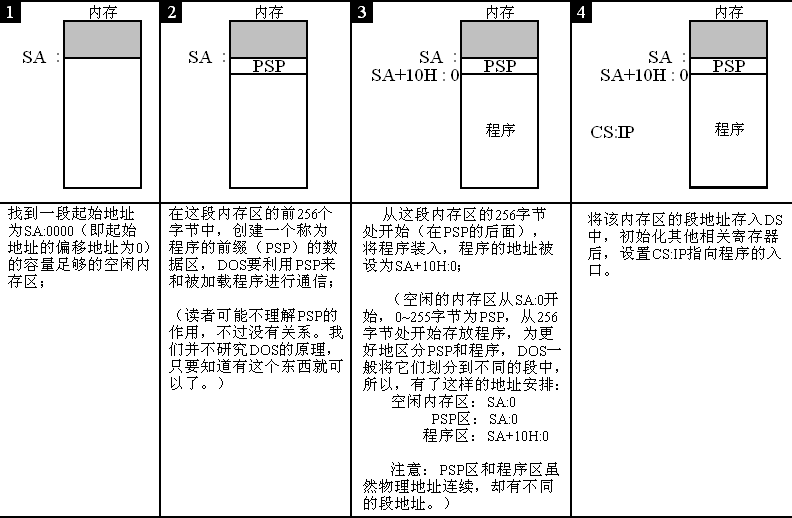 1
内存
SA :
找到一段起始地址
为SA:0000（即起始
地址的偏移地址为0）
的容量足够的空闲内
存区；
2
内存
SA :
PSP
在这段内存区的前256个
字节中，创建一个称为
程序的前缀（PSP）的数
据区，DOS要利用PSP来
和被加载程序进行通信；
（读者可能不理解PSP的
作用，不过没有关系。我
们并不研究DOS的原理，
只要知道有这个东西就可
以了。）
3
内存
SA :
PSP
SA+10H : 0
程序
从这段内存区的256字节
处开始（在PSP的后面），
将程序装入，程序的地址被
设为SA+10H:0；
（空闲的内存区从SA:0开
始，0~255字节为PSP，从256
字节处开始存放程序，为更
好地区分PSP和程序，DOS一
般将它们划分到不同的段中，
所以，有了这样的地址安排：
空闲内存区：SA:0
PSP区：SA:0
程序区：SA+10H:0
注意：PSP区和程序区虽
然物理地址连续，却有不同
的段地址。）
4
内存
SA :
PSP
SA+10H : 0
CS:IP
程序
将该内存区的段地址存入DS
中，初始化其他相关寄存器
后，设置CS:IP指向程序的入
口。